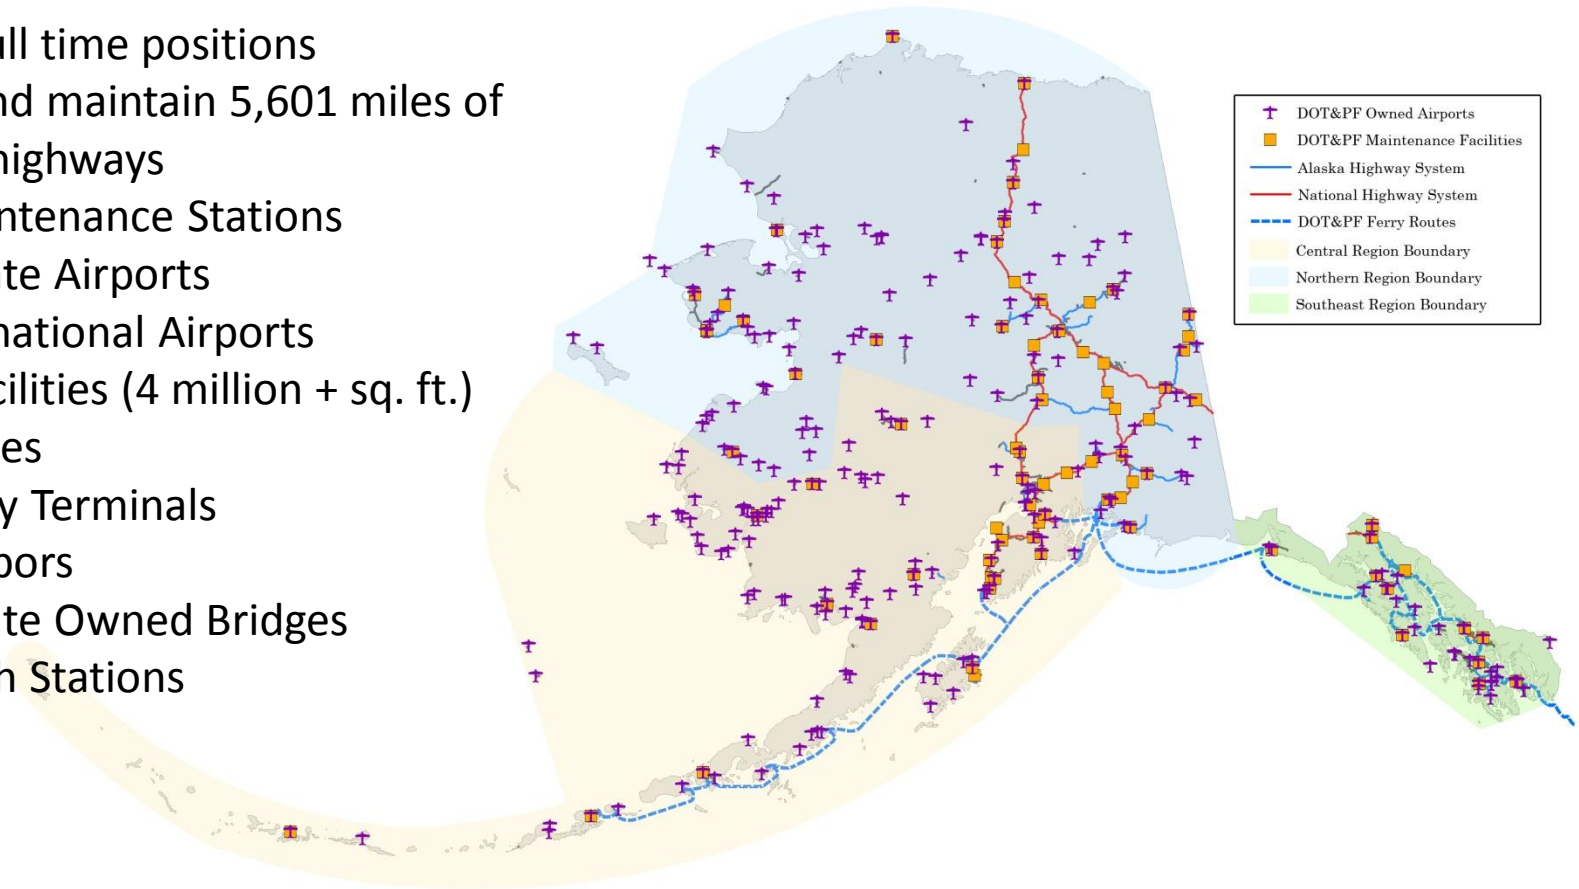 ull time positions
nd maintain 5,601 miles of
highways
ntenance Stations
te Airports
national Airports
cilities (4 million + sq. ft.)
es
y Terminals
bors
te Owned Bridges
h Stations
DOT&PF Owned Airports
DOT&PF Maintenance Facilities
Alaska Highway System
National Highway System
DOT&PF Ferry Routes
Central Region Boundary
Northern Region Boundary
Southeast Region Boundary